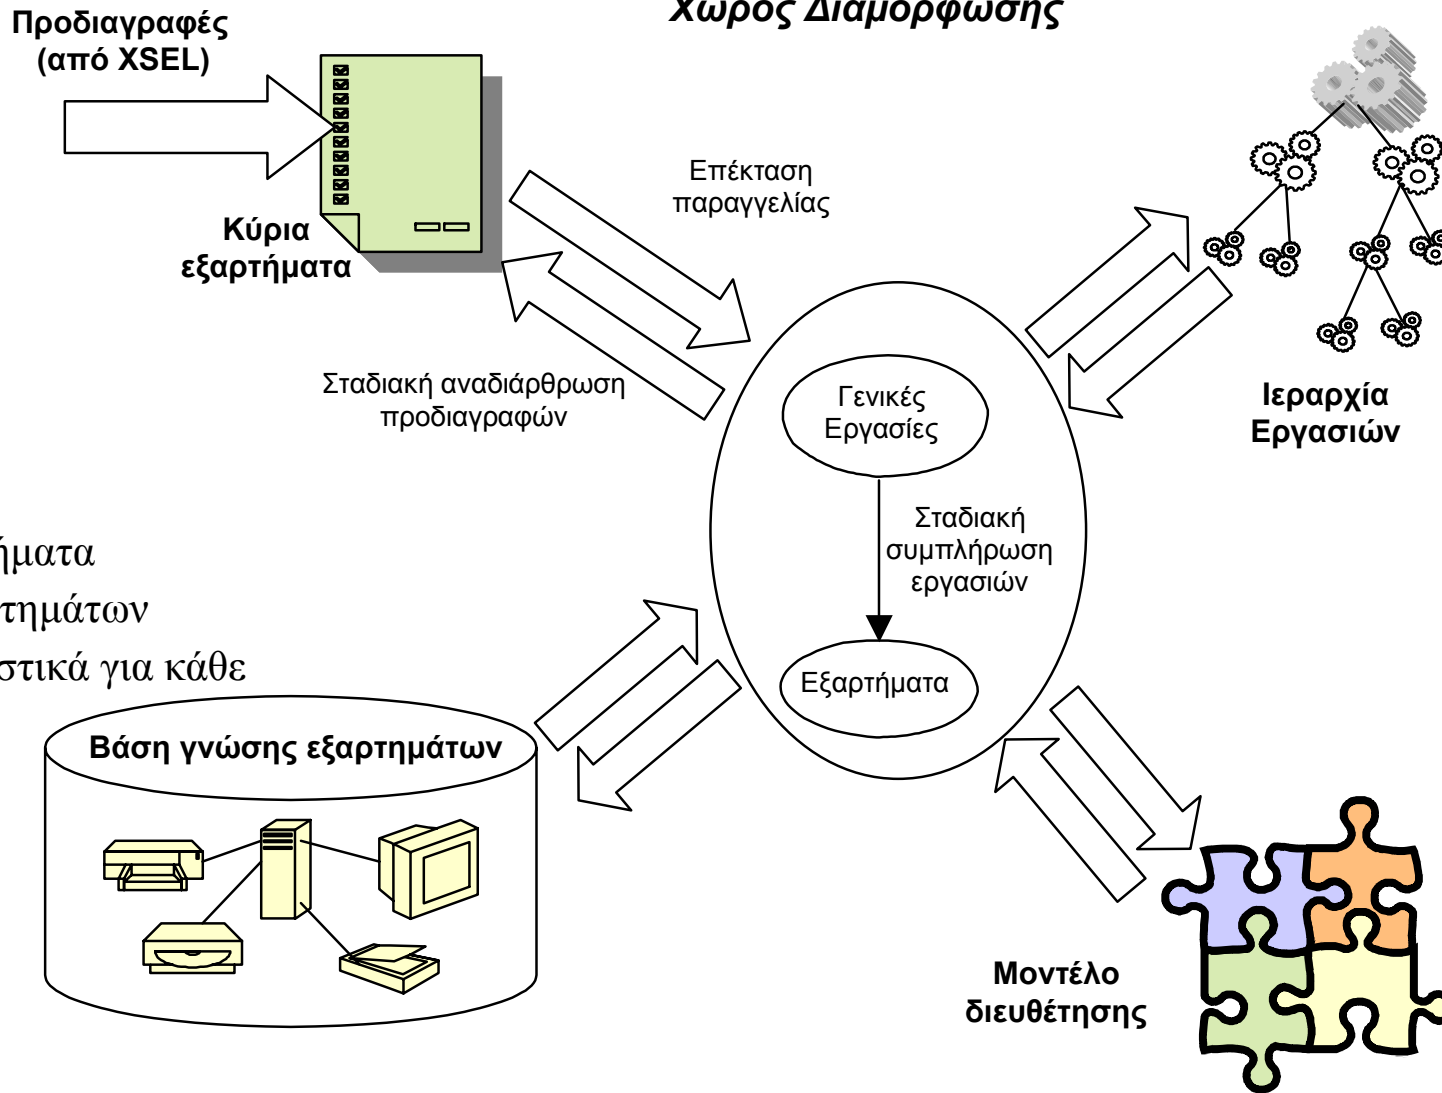 Χώρος Διαμόρφωσης
Προδιαγραφές
(από XSEL)
Κύρια
εξαρτήματα
Επέκταση
παραγγελίας
Σταδιακή αναδιάρθρωση
προδιαγραφών
Γενικές
Εργασίες
Σταδιακή
συμπλήρωση
εργασιών
Εξαρτήματα
Ιεραρχία
Εργασιών
ήματα
τημάτων
στικά για κάθε
Βάση γνώσης εξαρτημάτων
Μοντέλο
διευθέτησης